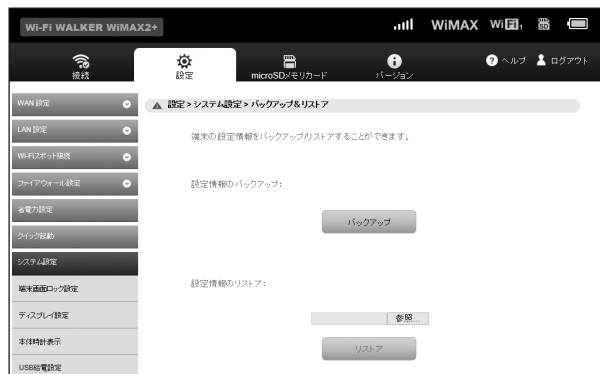 Wi-Fi WALKER WiMAX2+
WiMAX Wi-Fi 1
接続
設定
microSDメモリカード
バージョン
ヘルプ
ログアウト
WAN設定
LAN設定
Wi-Fiスポット接続
ファイアウォール設定
省電力設定
クイック起動
システム設定
端末画面ロック設定
ディスプレイ設定
本体時計表示
USB給電設定
設定 > システム設定 > バックアップ&リストア
端末の設定情報をバックアップ/リストアすることができます。
設定情報のバックアップ:
バックアップ
設定情報のリストア:
参照...
リストア